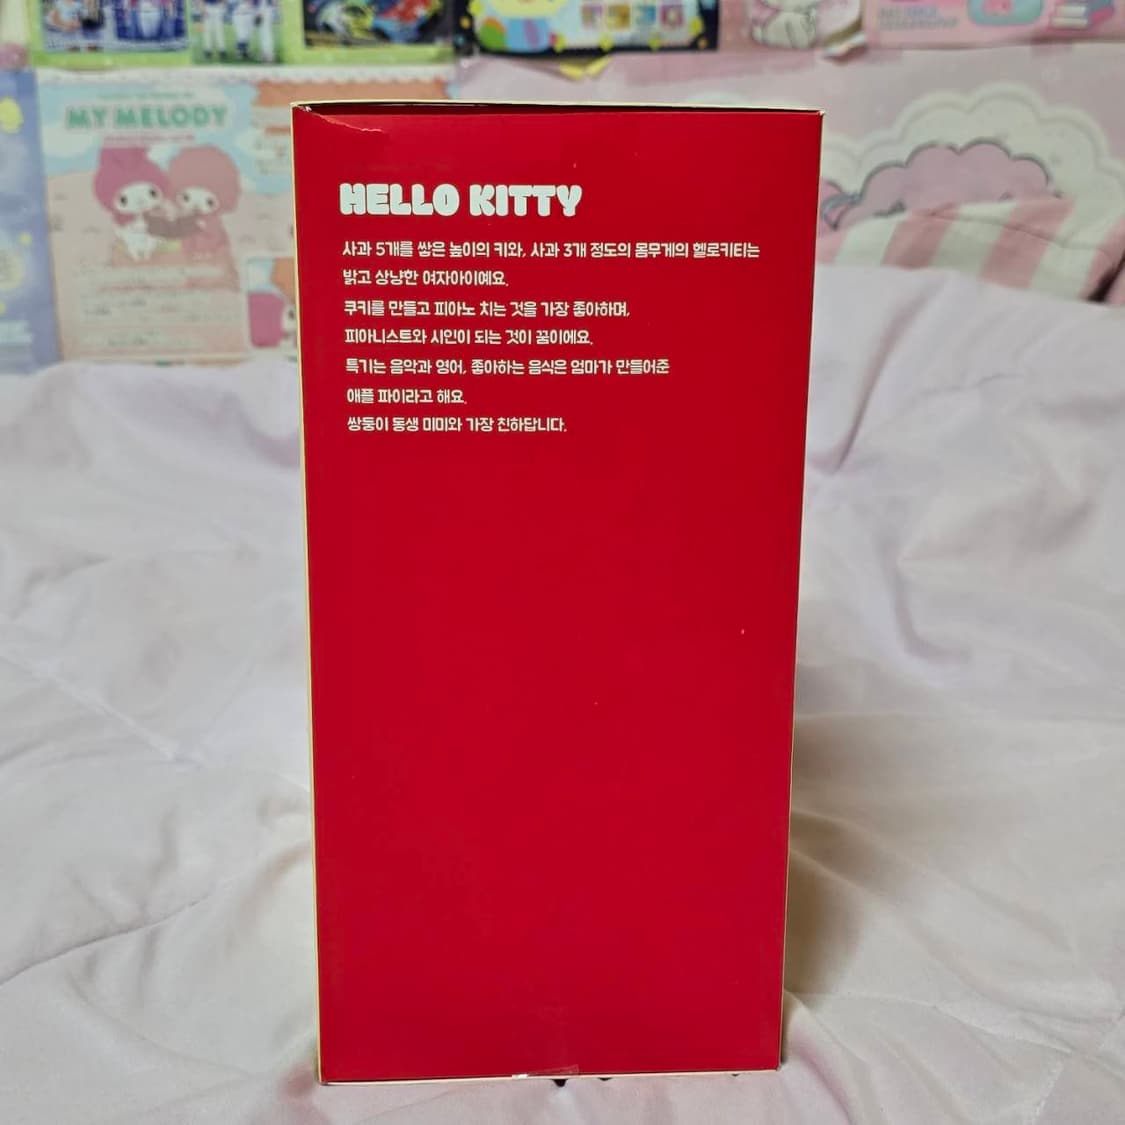 MY MELODY
HELLO KITTY
사과 5개를 쌓은 높이의 키와, 사과 3개 정도의 몸무게의 헬로키티는
밝고 상냥한 여자아이예요.
쿠키를 만들고 피아노 치는 것을 가장 좋아하며,
피아니스트와 시인이 되는 것이 꿈이에요.
특기는 음악과 영어, 좋아하는 음식은 엄마가 만들어준
애플 파이라고 해요.
쌍둥이 동생 미미와 가장 친하답니다.